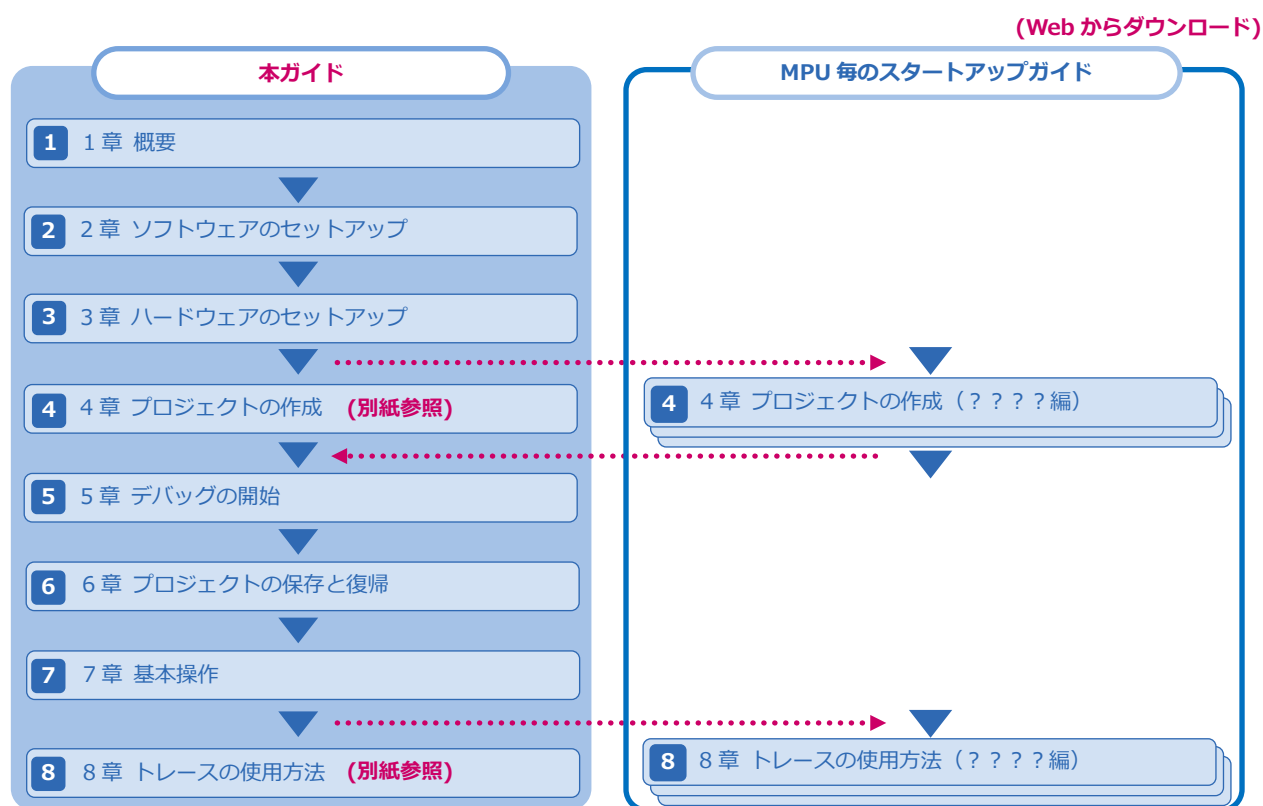 (Web からダウンロード)
本ガイド
MPU 毎のスタートアップガイド
1 1章 概要
2 2章 ソフトウェアのセットアップ
3 3章 ハードウェアのセットアップ
4 4章 プロジェクトの作成 (別紙参照)
4 4章 プロジェクトの作成（？？？？編）
5 5章 デバッグの開始
6 6章 プロジェクトの保存と復帰
7 7章 基本操作
8 8章 トレースの使用方法 (別紙参照)
8 8章 トレースの使用方法（？？？？編）